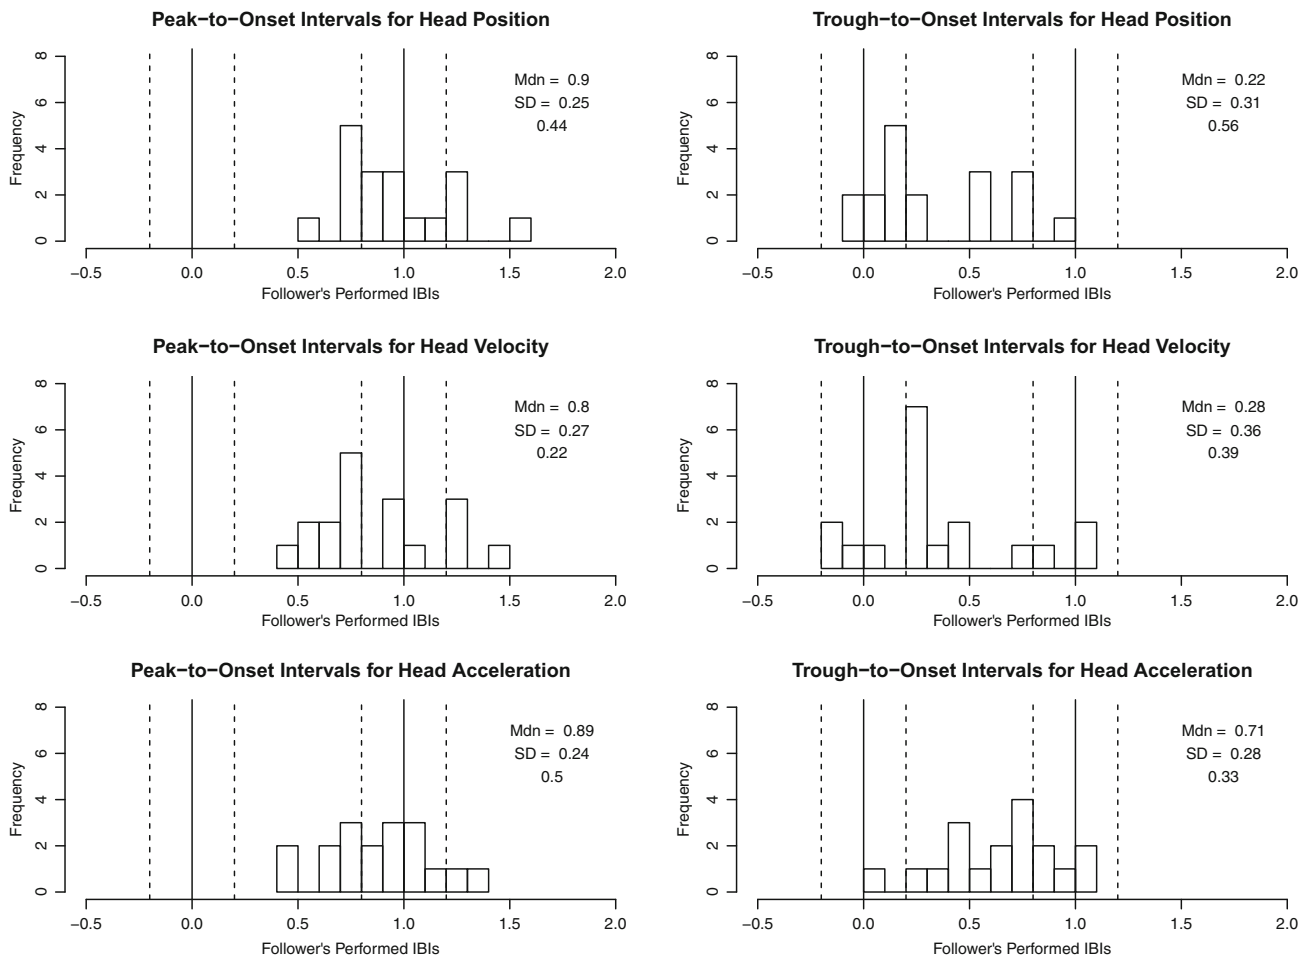 Peak−to−Onset Intervals for Head Position
Mdn = 0.9
SD = 0.25
0.44
Frequency
0 2 4 6 8
−0.5 0.0 0.5 1.0 1.5 2.0
Follower's Performed IBIs
Trough−to−Onset Intervals for Head Position
Mdn = 0.22
SD = 0.31
0.56
Frequency
0 2 4 6 8
−0.5 0.0 0.5 1.0 1.5 2.0
Follower's Performed IBIs
Peak−to−Onset Intervals for Head Velocity
Mdn = 0.8
SD = 0.27
0.22
Frequency
0 2 4 6 8
−0.5 0.0 0.5 1.0 1.5 2.0
Follower's Performed IBIs
Trough−to−Onset Intervals for Head Velocity
Mdn = 0.28
SD = 0.36
0.39
Frequency
0 2 4 6 8
−0.5 0.0 0.5 1.0 1.5 2.0
Follower's Performed IBIs
Peak−to−Onset Intervals for Head Acceleration
Mdn = 0.89
SD = 0.24
0.5
Frequency
0 2 4 6 8
−0.5 0.0 0.5 1.0 1.5 2.0
Follower's Performed IBIs
Trough−to−Onset Intervals for Head Acceleration
Mdn = 0.71
SD = 0.28
0.33
Frequency
0 2 4 6 8
−0.5 0.0 0.5 1.0 1.5 2.0
Follower's Performed IBIs